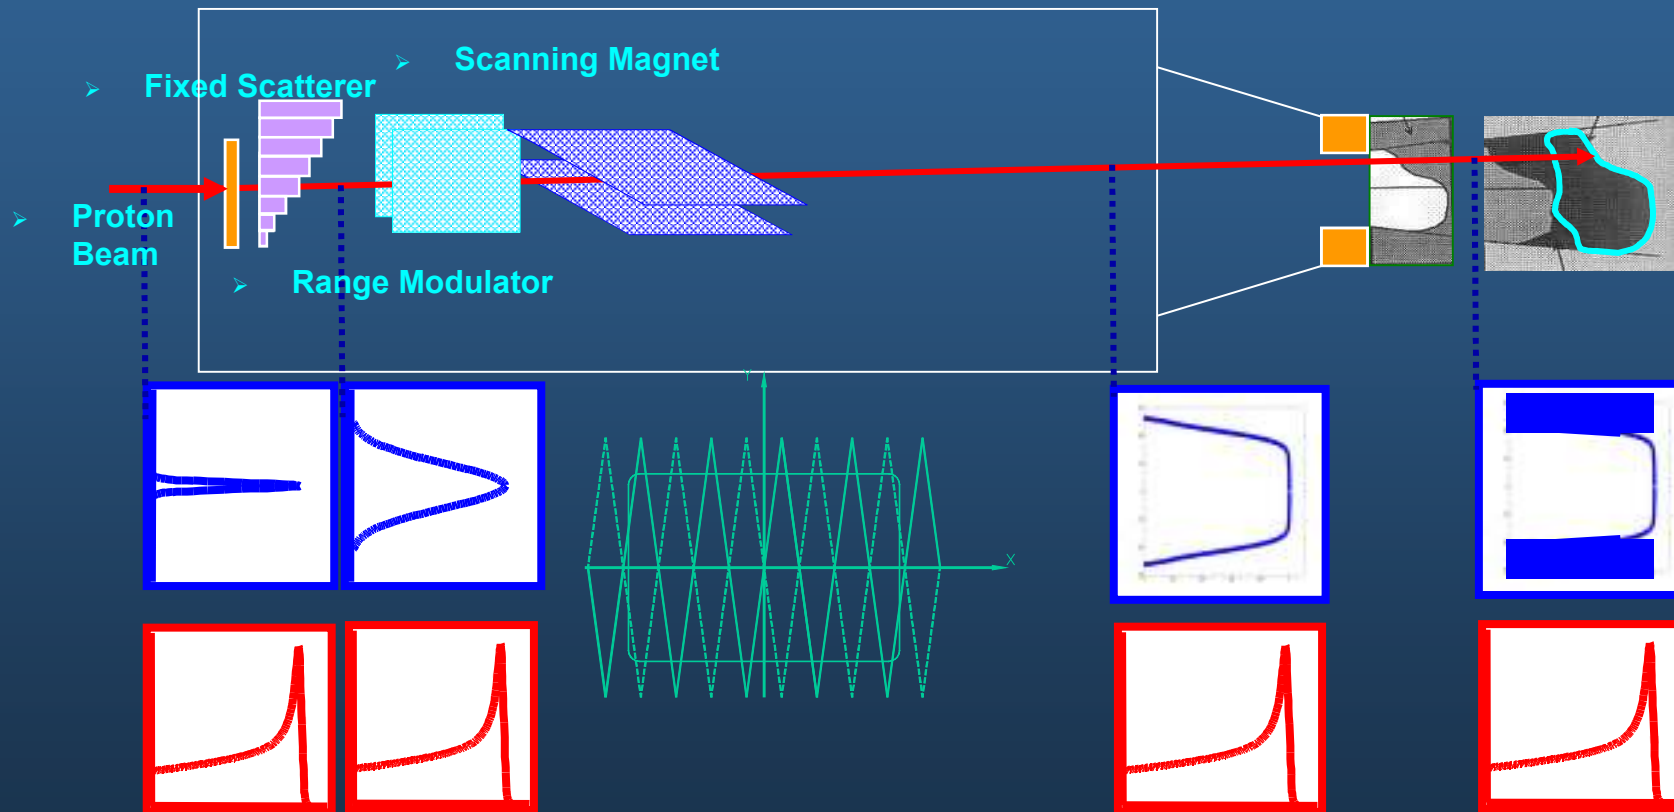 Scanning Magnet
Fixed Scatterer
Proton
Beam
Range Modulator
Y
X